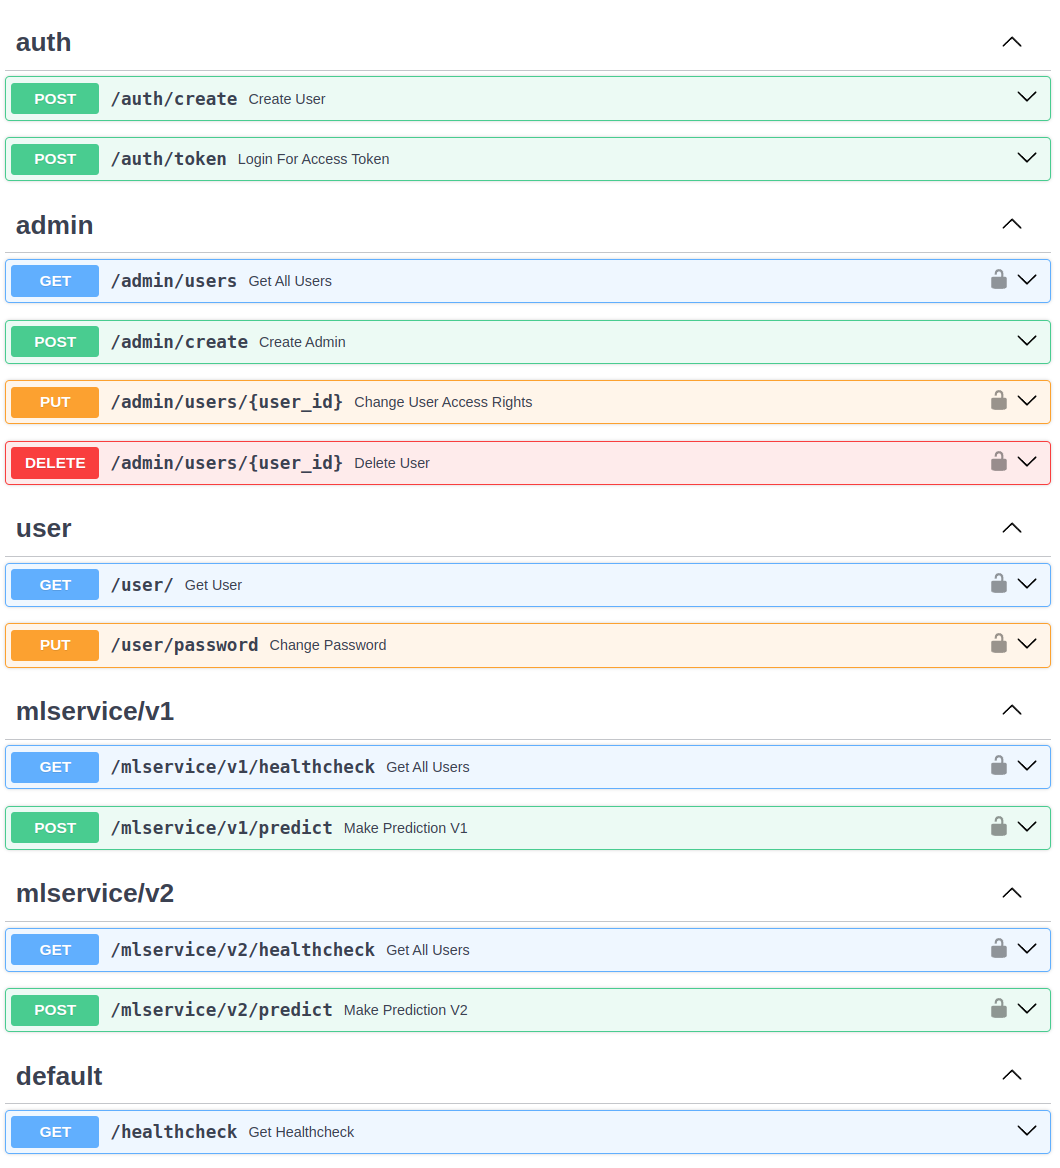 auth
POST /auth/create Create User
POST /auth/token Login For Access Token
admin
GET /admin/users Get All Users
POST /admin/create Create Admin
PUT /admin/users/{user_id} Change User Access Rights
DELETE /admin/users/{user_id} Delete User
user
GET /user/ Get User
PUT /user/password Change Password
mlservice/v1
GET /mlservice/v1/healthcheck Get All Users
POST /mlservice/v1/predict Make Prediction V1
mlservice/v2
GET /mlservice/v2/healthcheck Get All Users
POST /mlservice/v2/predict Make Prediction V2
default
GET /healthcheck Get Healthcheck